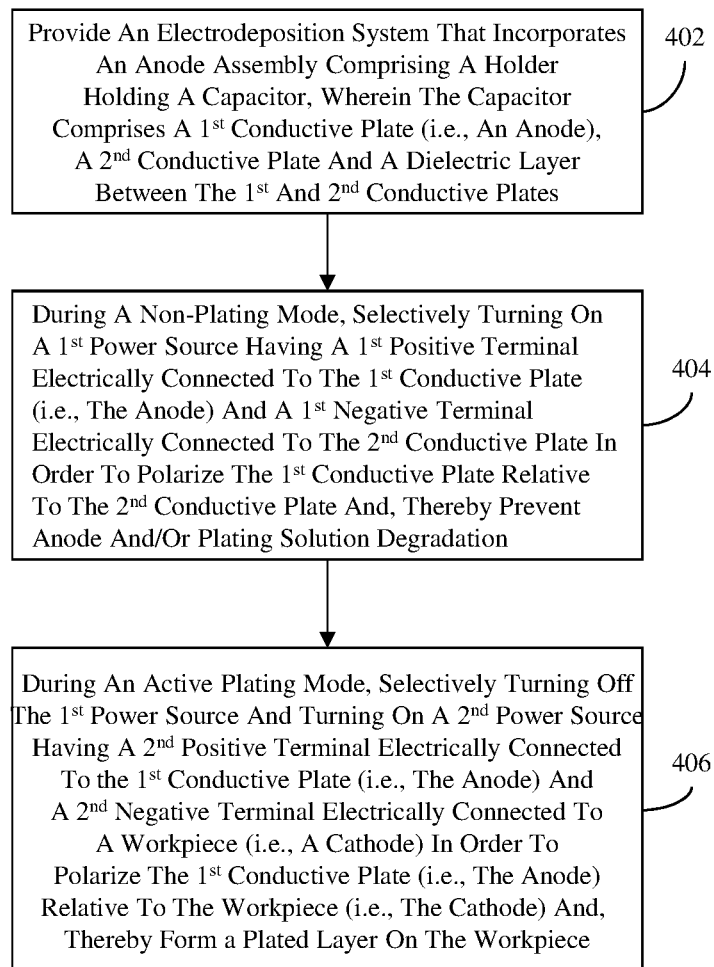 Provide An Electrodeposition System That Incorporates
An Anode Assembly Comprising A Holder
Holding A Capacitor, Wherein The Capacitor
Comprises A 1st Conductive Plate (i.e., An Anode),
A 2nd Conductive Plate And A Dielectric Layer
Between The 1st And 2nd Conductive Plates
402
During A Non-Plating Mode, Selectively Turning On
A 1st Power Source Having A 1st Positive Terminal
Electrically Connected To The 1st Conductive Plate
(i.e., The Anode) And A 1st Negative Terminal
Electrically Connected To The 2nd Conductive Plate In
Order To Polarize The 1st Conductive Plate Relative
To The 2nd Conductive Plate And, Thereby Prevent
Anode And/Or Plating Solution Degradation
404
During An Active Plating Mode, Selectively Turning Off
The 1st Power Source And Turning On A 2nd Power Source
Having A 2nd Positive Terminal Electrically Connected
To the 1st Conductive Plate (i.e., The Anode) And
A 2nd Negative Terminal Electrically Connected To
A Workpiece (i.e., A Cathode) In Order To
Polarize The 1st Conductive Plate (i.e., The Anode)
Relative To The Workpiece (i.e., The Cathode) And,
Thereby Form a Plated Layer On The Workpiece
406